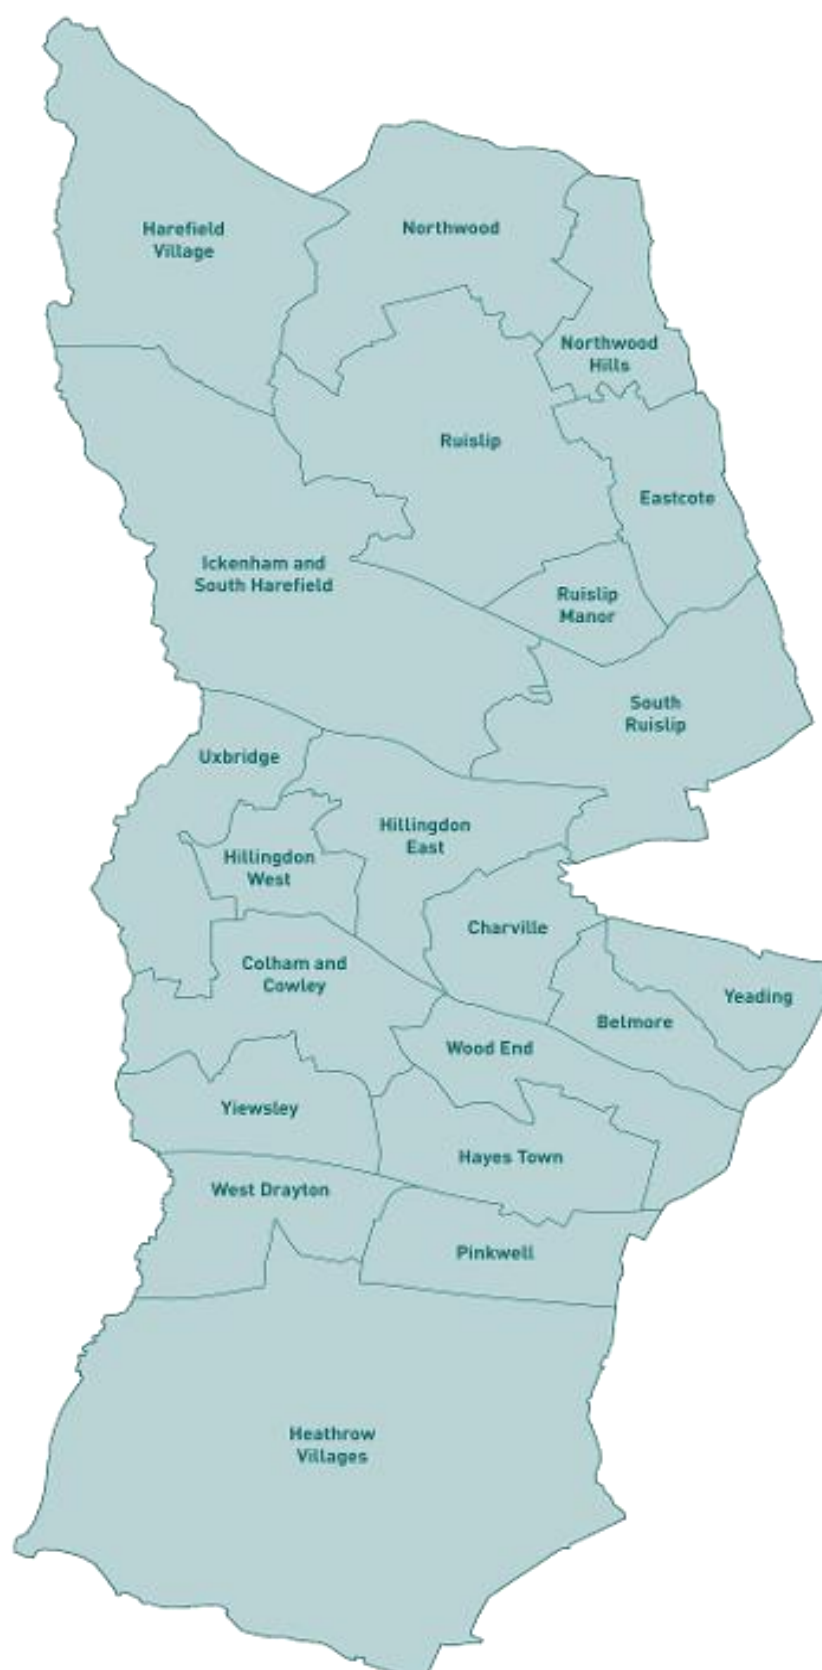 Harefield
Village
Northwood
Northwood
Hills
Ruislip
Eastcote
Ickenham and
South Harefield
Ruislip
Manor
South
Ruislip
Uxbridge
Hillingdon
East
Hillingdon
West
Charville
Colham and
Cowley
Yeading
Belmore
Wood End
Yiewsley
Hayes Town
West Drayton
Pinkwell
Heathrow
Villages